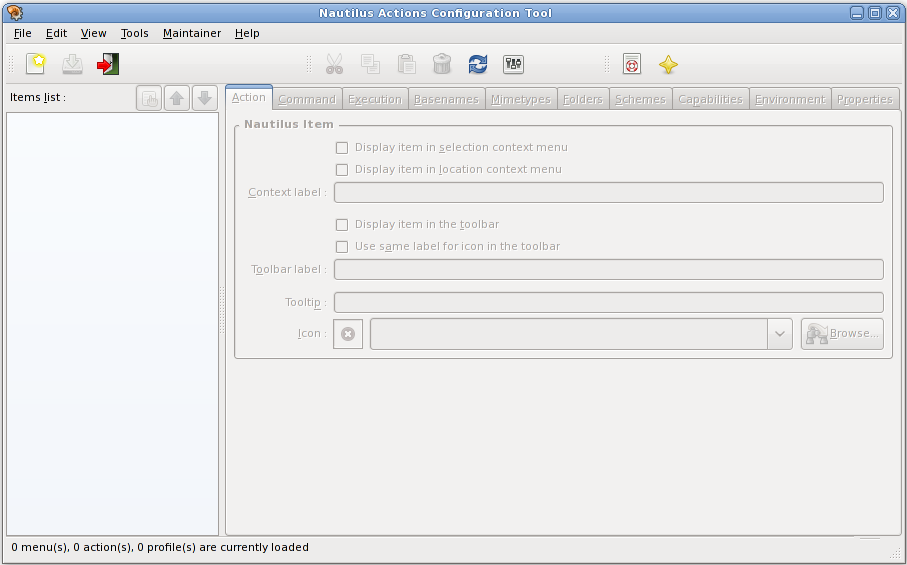 Nautilus Actions Configuration Tool
File Edit View Tools Maintainer Help
Items list :
Action Command Execution Basenames Mimetypes Folders Schemes Capabilities Environment Properties
Nautilus Item
Display item in selection context menu
Display item in location context menu
Context label :
Display item in the toolbar
Use same label for icon in the toolbar
Toolbar label :
Tooltip :
Icon :
Browse...
0 menu(s), 0 action(s), 0 profile(s) are currently loaded